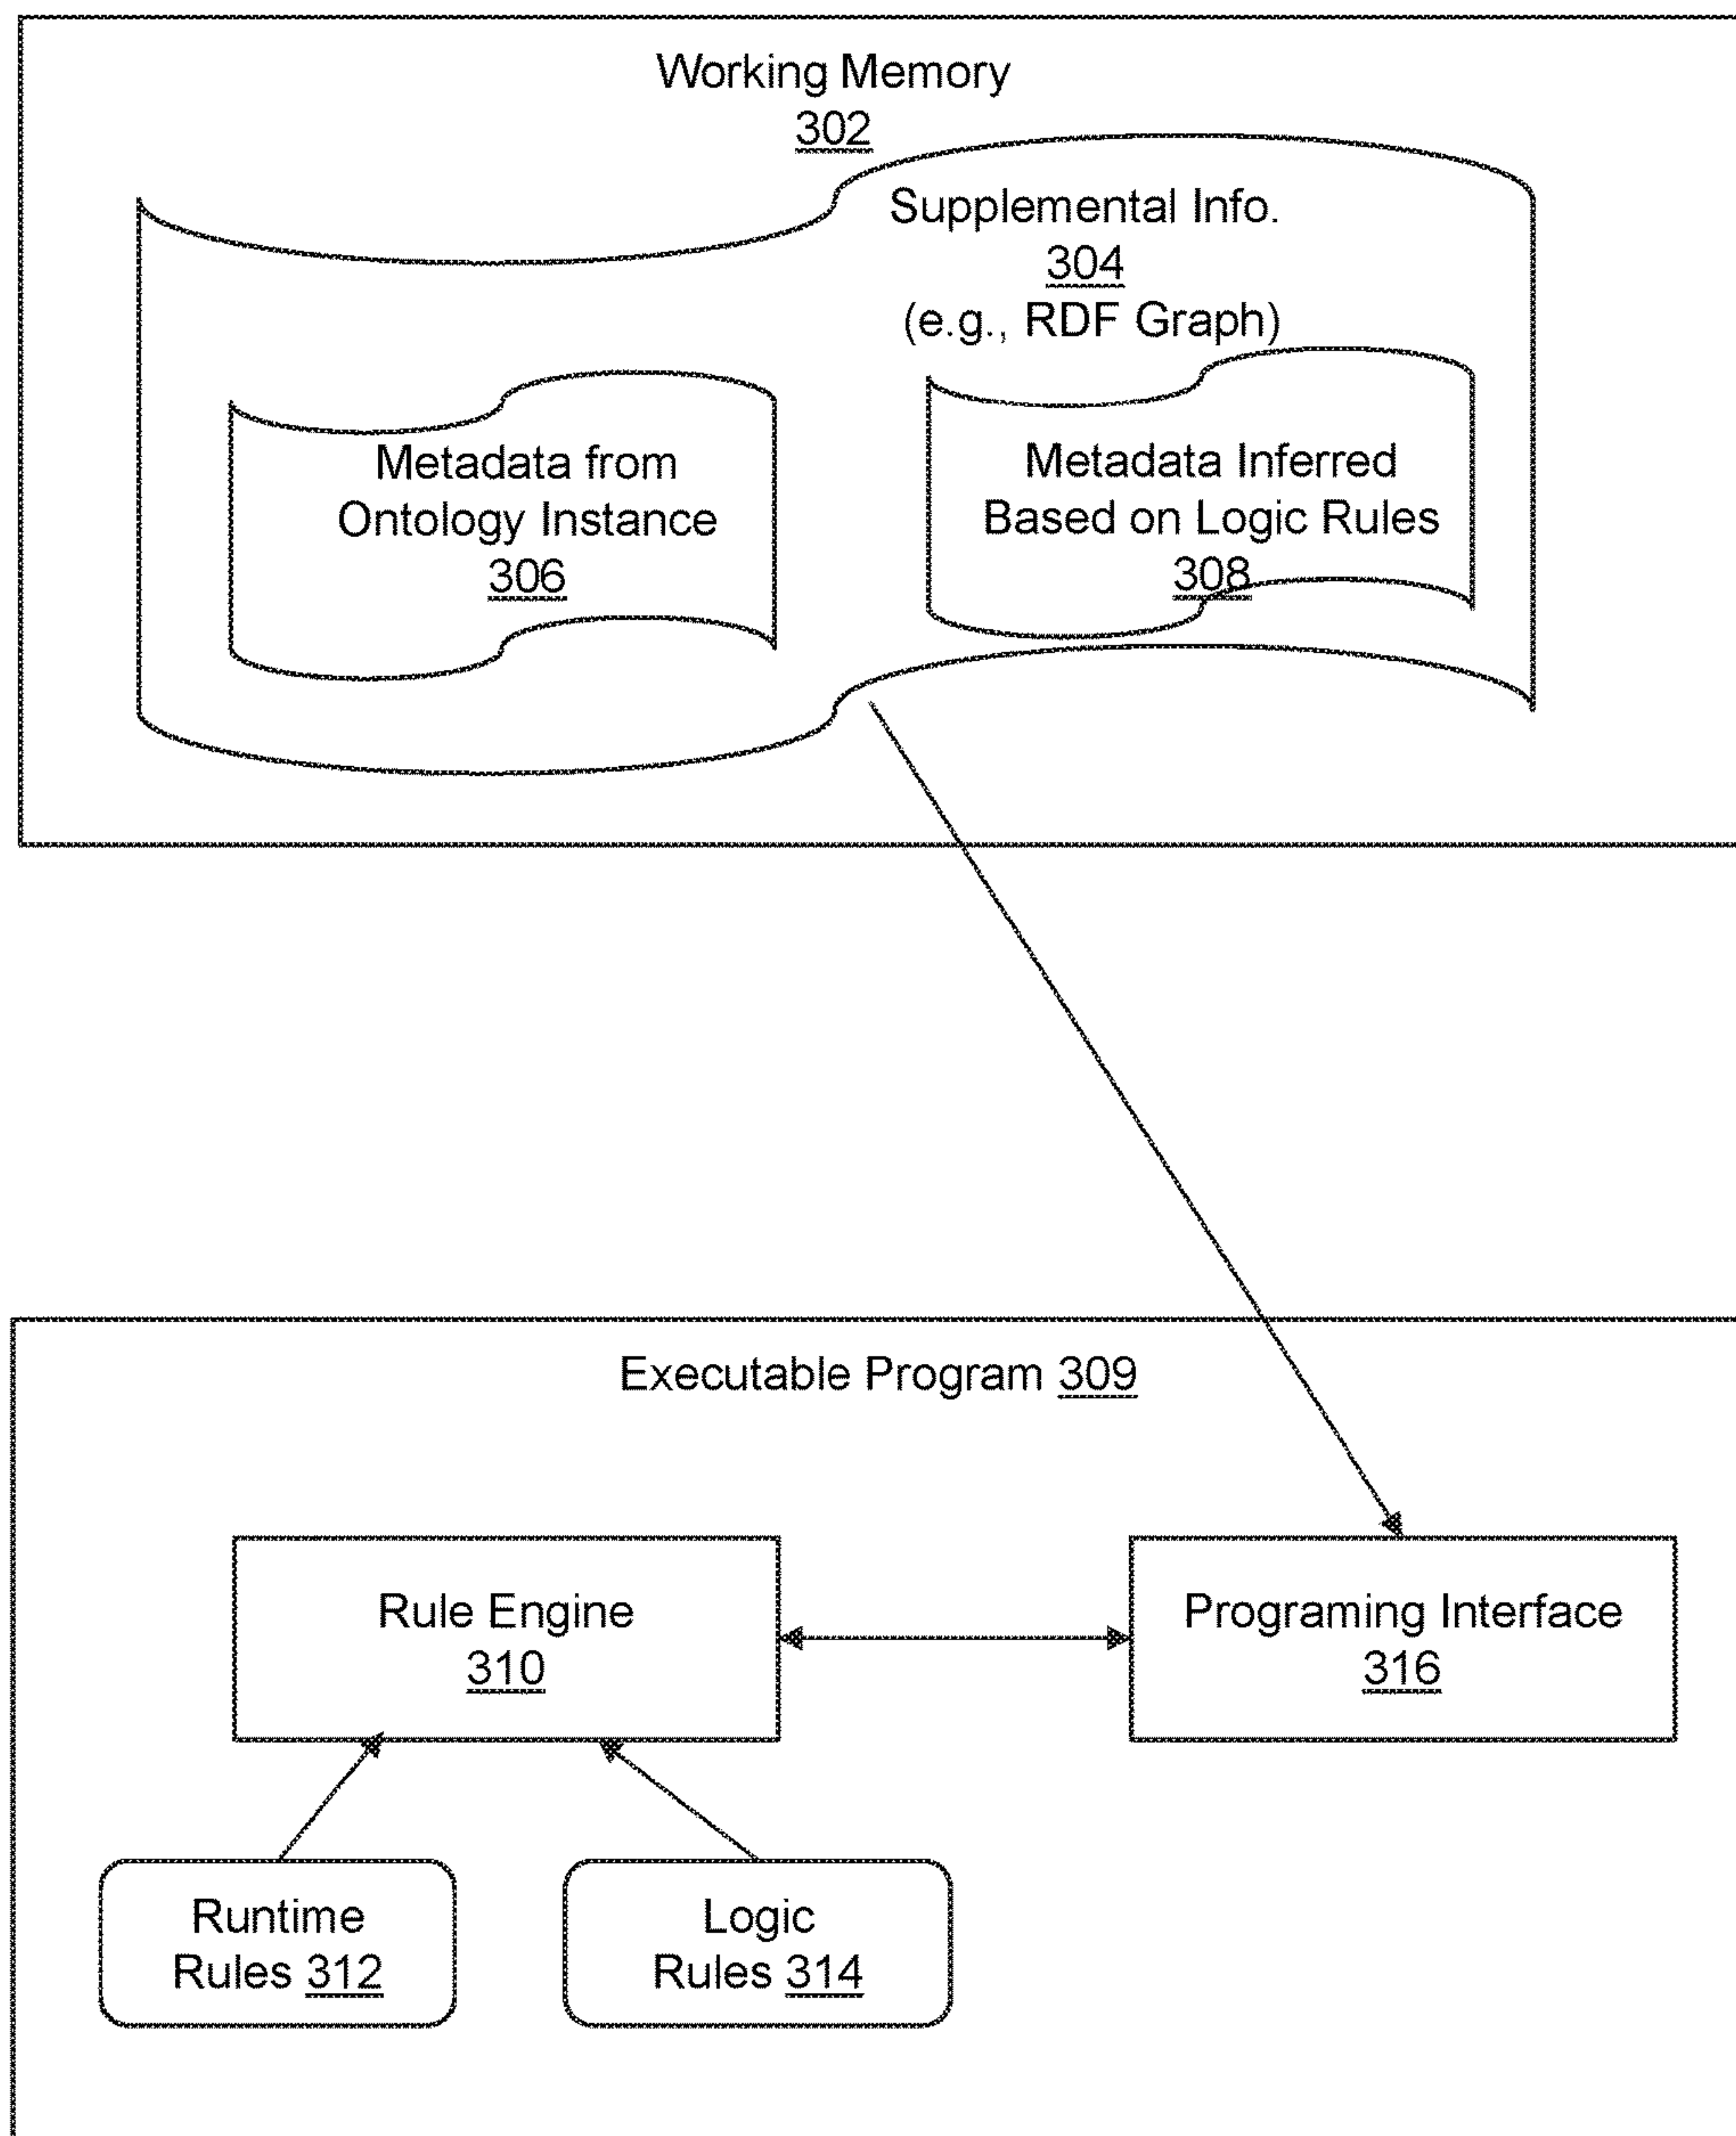 Working Memory
302
Supplemental Info.
304
(e.g., RDF Graph)
Metadata from
Ontology Instance
306
Metadata Inferred
Based on Logic Rules
308
Executable Program 309
Rule Engine
310
Programing Interface
316
Runtime
Rules 312
Logic
Rules 314